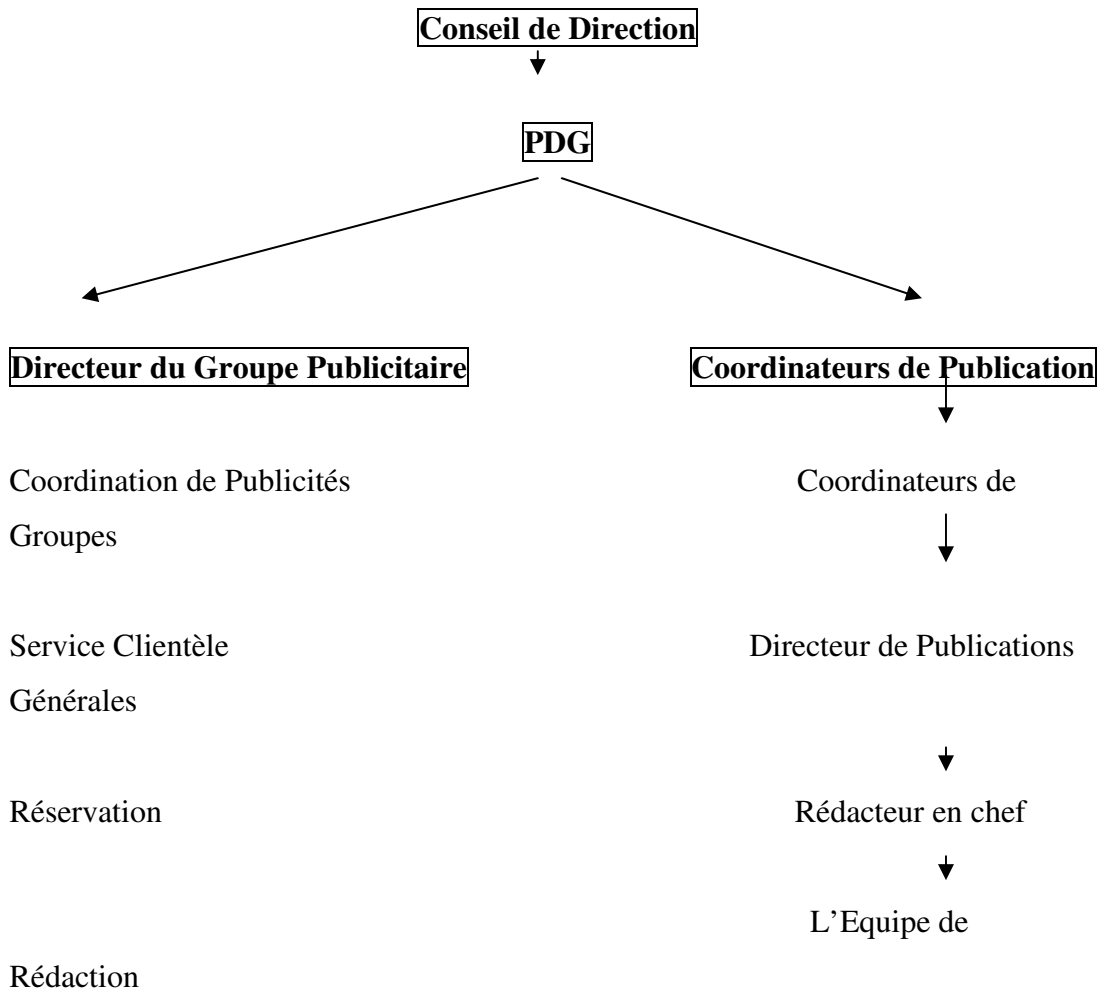 Conseil de Direction
PDG
Directeur du Groupe Publicitaire Coordinateurs de Publication
Coordination de Publicités Coordinateurs de
Groupes
Service Clientèle Directeur de Publications
Générales
Réservation Rédacteur en chef
L’Equipe de
Rédaction